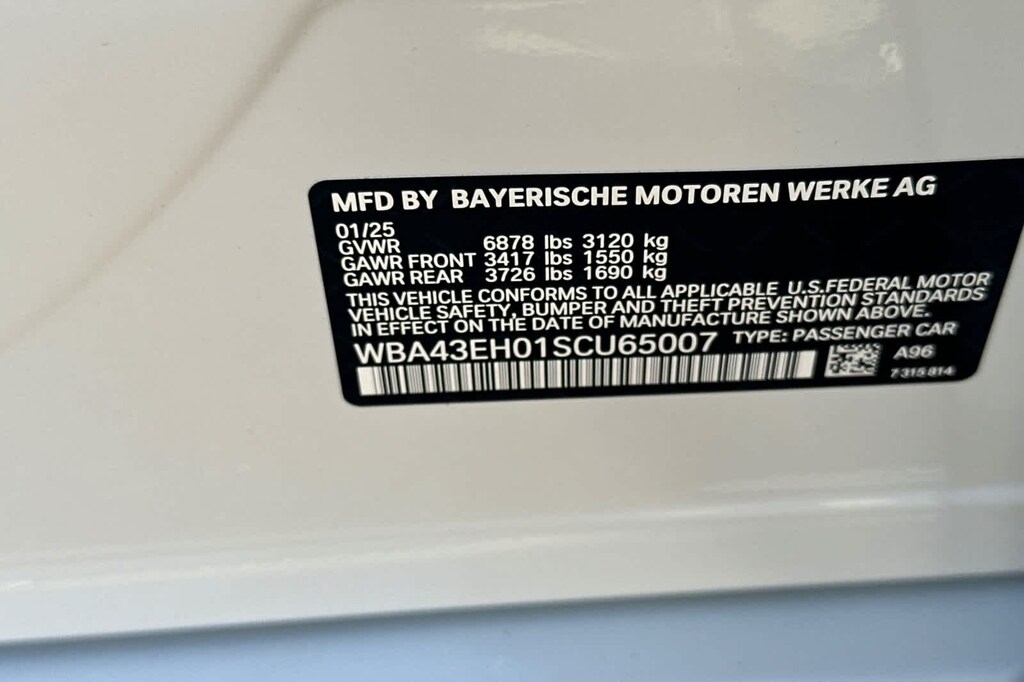 MFD BY BAYERISCHE MOTOREN WERKE AG
01/25
GVWR 6878 lbs 3120 kg
GAWR FRONT 3417 lbs 1550 kg
GAWR REAR 3726 lbs 1690 kg
THIS VEHICLE CONFORMS TO ALL APPLICABLE U.S.FEDERAL MOTOR
VEHICLE SAFETY, BUMPER AND THEFT PREVENTION STANDARDS
IN EFFECT ON THE DATE OF MANUFACTURE SHOWN ABOVE.
WBA43EH01SCU65007 TYPE: PASSENGER CAR
A96
7 315 814